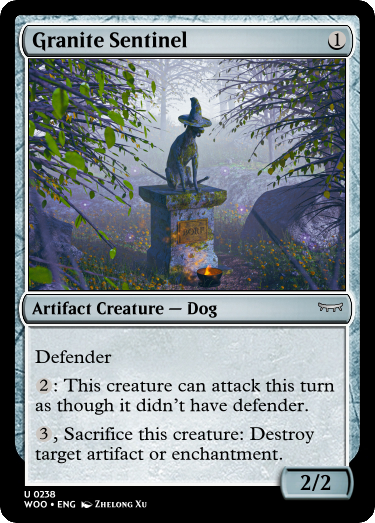 Granite Sentinel 1
Artifact Creature — Dog
Defender
2: This creature can attack this turn
as though it didn't have defender.
3, Sacrifice this creature: Destroy
target artifact or enchantment.
2/2
U 0238
WOO • ENG Zhelong Xu